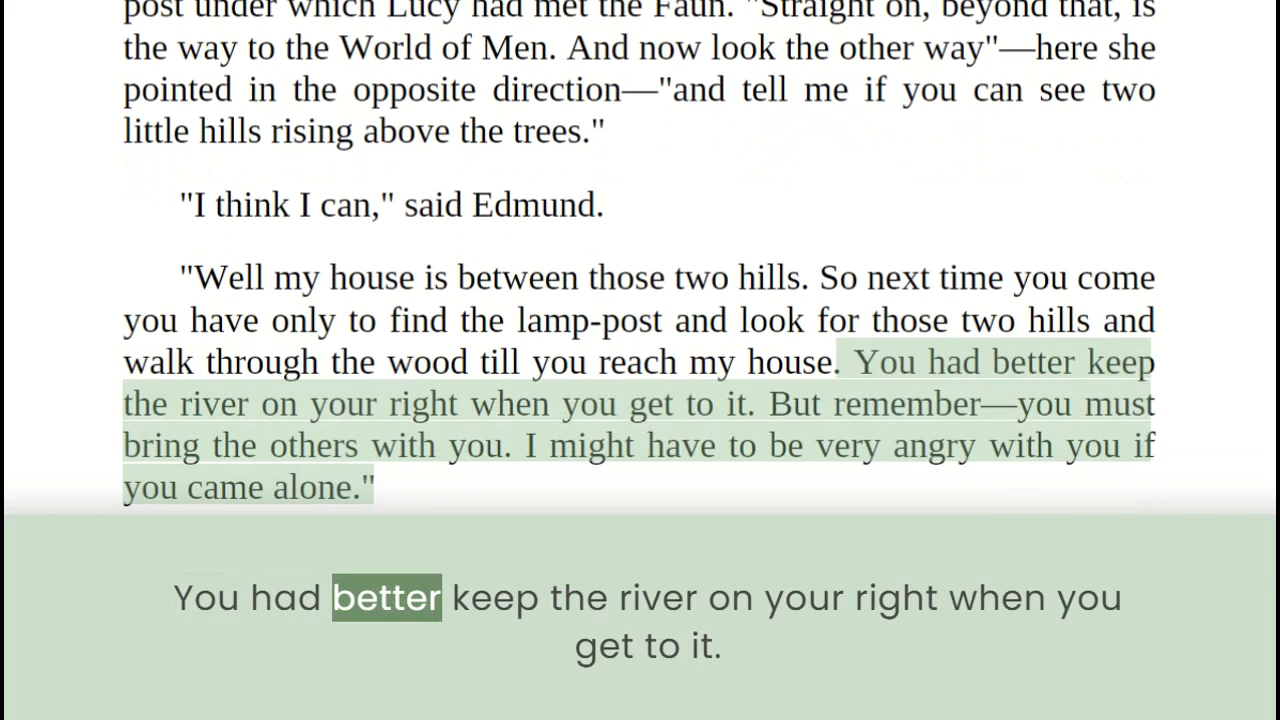 post under which Lucy had met the Faun. "Straight on, beyond that, is
the way to the World of Men. And now look the other way"—here she
pointed in the opposite direction—"and tell me if you can see two
little hills rising above the trees."
"I think I can," said Edmund.
"Well my house is between those two hills. So next time you come
you have only to find the lamp-post and look for those two hills and
walk through the wood till you reach my house. You had better keep
the river on your right when you get to it. But remember—you must
bring the others with you. I might have to be very angry with you if
you came alone."
You had better keep the river on your right when you
get to it.